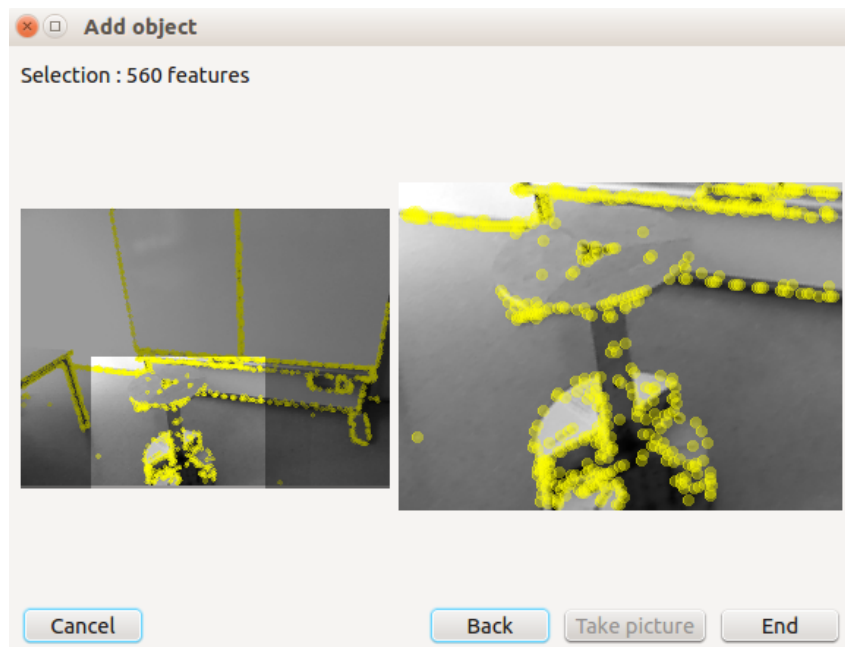 Add object
Selection : 560 features
Cancel
Back
Take picture
End